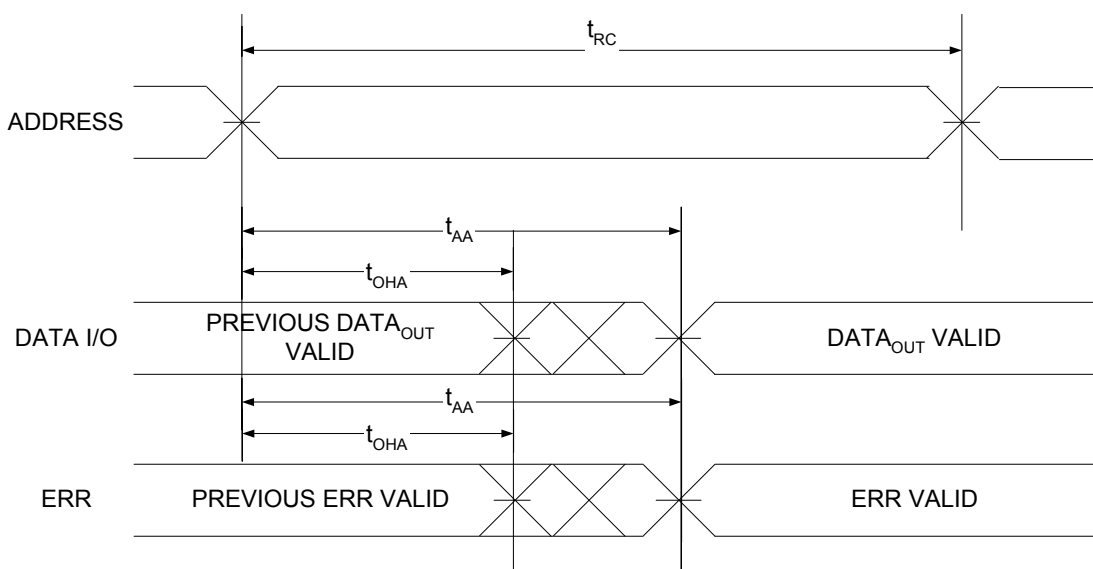 tRC
ADDRESS
tAA
tOHA
DATA I/O
PREVIOUS DATAOUT
VALID
DATAOUT VALID
tAA
tOHA
ERR
PREVIOUS ERR VALID
ERR VALID